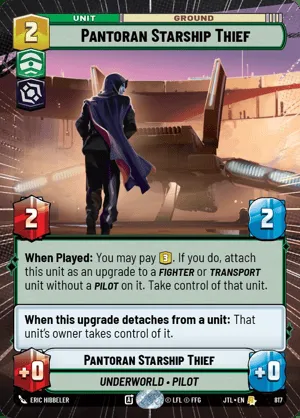 UNIT GROUND
2 PANTORAN STARSHIP THIEF
2 2
When Played: You may pay 3. If you do, attach
this unit as an upgrade to a FIGHTER or TRANSPORT
unit without a PILOT on it. Take control of that unit.
When this upgrade detaches from a unit: That
unit's owner takes control of it.
PANTORAN STARSHIP THIEF
+0 +0
UNDERWORLD • PILOT
ERIC HIBBELER © LFL © FFG JTL • EN 817